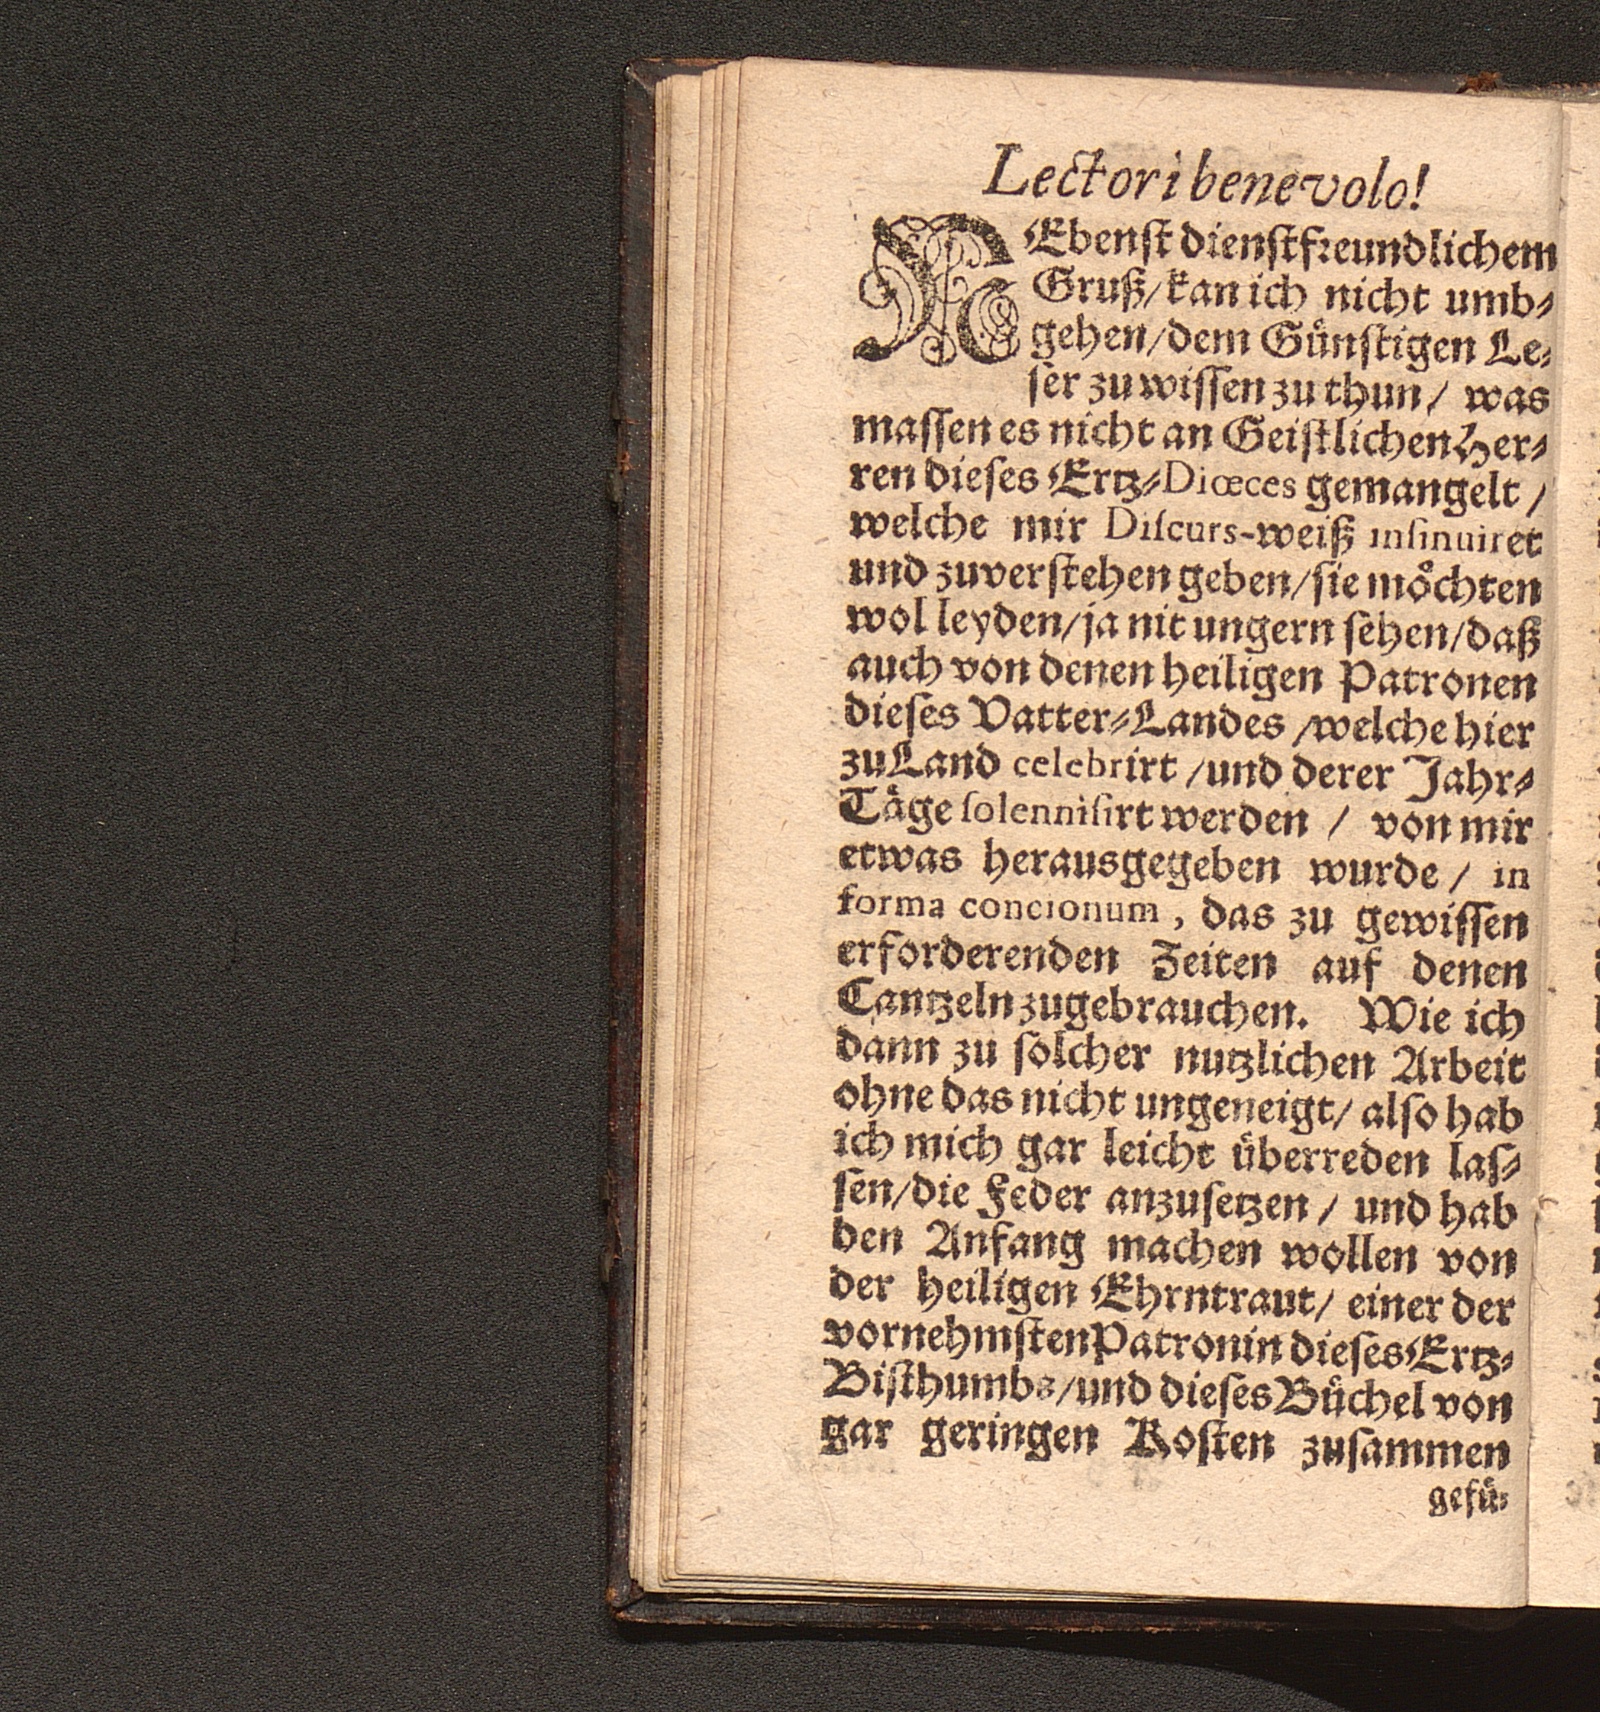 Lectori benevolo!
NEbenſt dienſtfreundlichem
Gruß/ kan ich nicht umb-
gehen/ dem Günſtigen Le-
ſer zu wiſſen zu thun/ was
maſſen es nicht an Geiſtlichen Her-
ren dieſes Ertz-Diœces gemangelt /
welche mir Diſcurs-weiß inſinuiret
und zuverſtehen geben/ ſie möchten
wol leyden/ ja nit ungern ſehen/ daß
auch von denen heiligen Patronen
dieſes Vatter-Landes /welche hier
zu Land celebrirt /und derer Jahr-
Täge ſolenniſirt werden / von mir
etwas herausgegeben wurde / in
forma concionum, das zu gewiſſen
erforderenden Zeiten auf denen
Cantzeln zugebrauchen. Wie ich
dann zu ſolcher nutzlichen Arbeit
ohne das nicht ungeneigt/ alſo hab
ich mich gar leicht überreden laſ-
ſen/ die Feder anzuſetzen / und hab
den Anfang machen wollen von
der heiligen Ehrntraut/ einer der
vornehmſten Patronin dieſes Ertz-
Biſthumbs/ und dieſes Büchel von
gar geringen Koſten zuſammen
gefü-